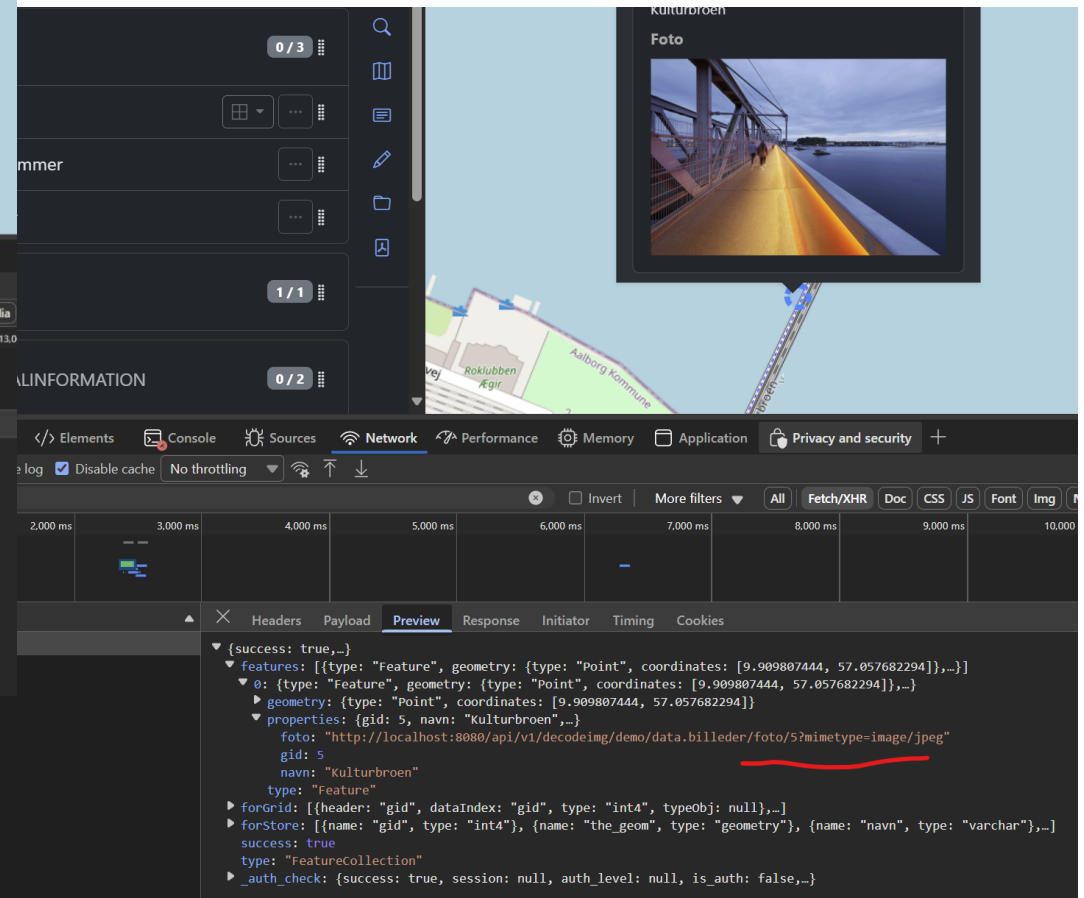 Kulturbroen
Foto
0 / 3
mmer
1 / 1
ALINFORMATION
0 / 2
vej
Roklubben
Ægir
Aalborg Kommune
2
broen
lia
13,0
Elements
Console
Sources
Network
Performance
Memory
Application
Privacy and security
e log
Disable cache
No throttling
Invert
More filters
All
Fetch/XHR
Doc
CSS
JS
Font
Img
2,000 ms
3,000 ms
4,000 ms
5,000 ms
6,000 ms
7,000 ms
8,000 ms
9,000 ms
10,000
Headers
Payload
Preview
Response
Initiator
Timing
Cookies
{success: true,…}
features: [{type: "Feature", geometry: {type: "Point", coordinates: [9.909807444, 57.057682294]},…}]
0: {type: "Feature", geometry: {type: "Point", coordinates: [9.909807444, 57.057682294]},…}
geometry: {type: "Point", coordinates: [9.909807444, 57.057682294]}
properties: {gid: 5, navn: "Kulturbroen",…}
foto: "http://localhost:8080/api/v1/decodeimg/demo/data.billeder/foto/5?mimetype=image/jpeg"
gid: 5
navn: "Kulturbroen"
type: "Feature"
forGrid: [{header: "gid", dataIndex: "gid", type: "int4", typeObj: null},…]
forStore: [{name: "gid", type: "int4"}, {name: "the_geom", type: "geometry"}, {name: "navn", type: "varchar"},…]
success: true
type: "FeatureCollection"
_auth_check: {success: true, session: null, auth_level: null, is_auth: false,…}